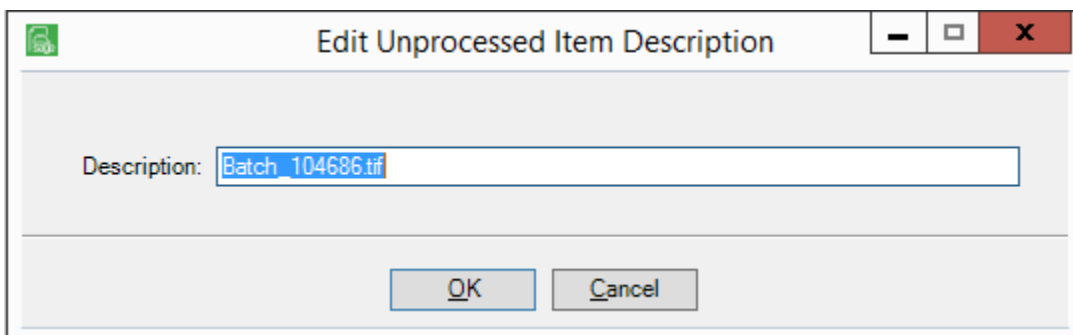 Edit Unprocessed Item Description
Description: Batch_104686.tif
OK Cancel